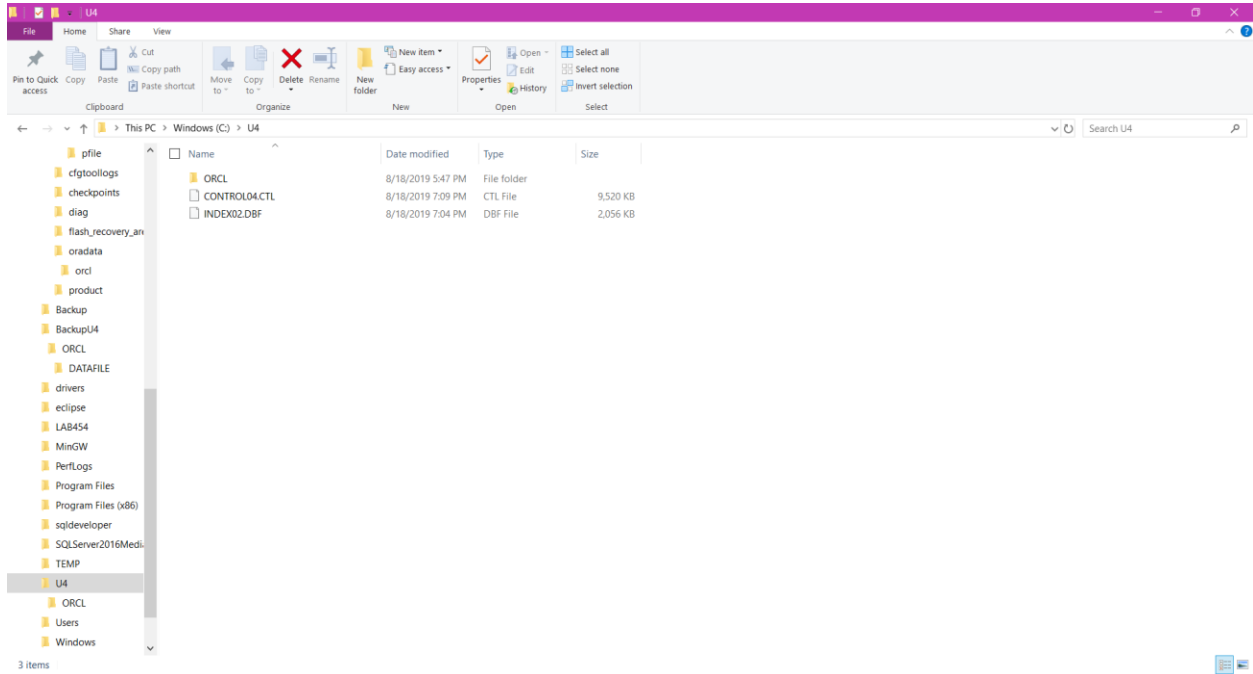 U4
File Home Share View
Pin to Quick access
Copy
Paste
Cut
Copy path
Paste shortcut
Clipboard
Move to
Copy to
Delete
Rename
Organize
New folder
New item
Easy access
New
Properties
Open
Edit
History
Open
Select all
Select none
Invert selection
Select
This PC > Windows (C:) > U4
Search U4
pfile
cfgtoollogs
checkpoints
diag
flash_recovery_are
oradata
orcl
product
Backup
BackupU4
ORCL
DATAFILE
drivers
eclipse
LAB454
MinGW
PerfLogs
Program Files
Program Files (x86)
sqldeveloper
SQLServer2016Media
TEMP
U4
ORCL
Users
Windows
Name Date modified Type Size
ORCL 8/18/2019 5:47 PM File folder
CONTROL04.CTL 8/18/2019 7:09 PM CTL File 9,520 KB
INDEX02.DBF 8/18/2019 7:04 PM DBF File 2,056 KB
3 items